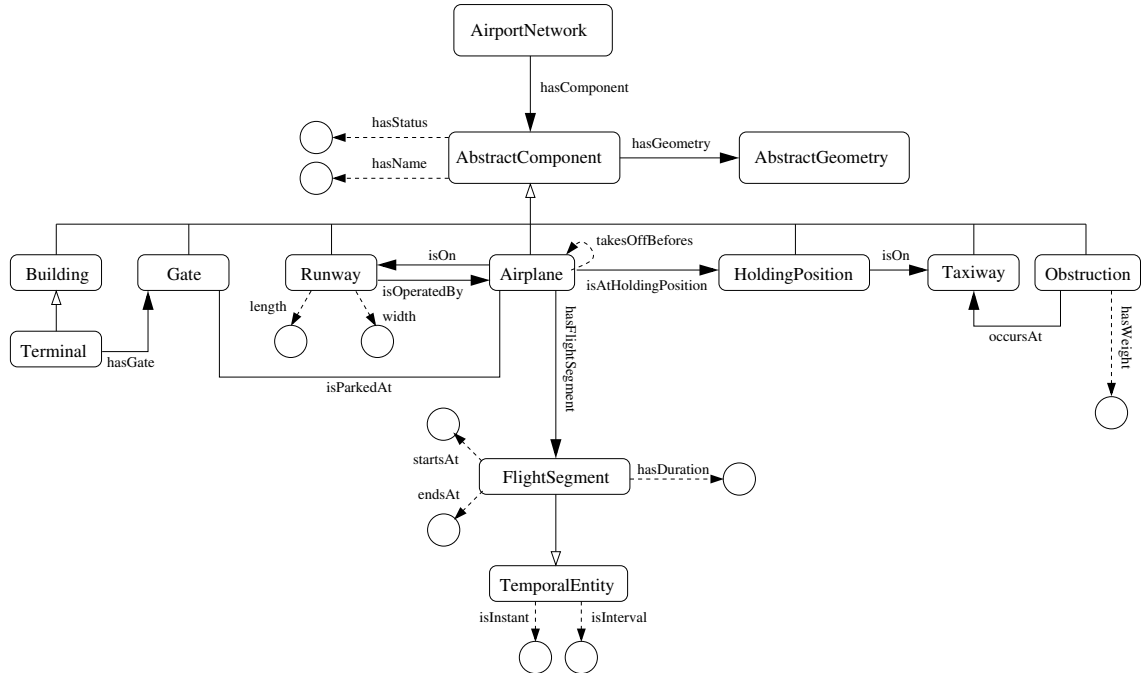 AirportNetwork
hasComponent
hasStatus
hasName
AbstractComponent
hasGeometry
AbstractGeometry
takesOffBefores
Building
Gate
Runway
isOn
isOperatedBy
Airplane
isAtHoldingPosition
HoldingPosition
isOn
Taxiway
Obstruction
length
width
hasFlightSegment
occursAt
hasWeight
Terminal
hasGate
isParkedAt
startsAt
endsAt
FlightSegment
hasDuration
TemporalEntity
isInstant
isInterval